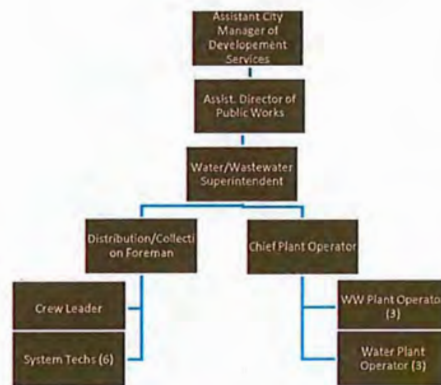 Assistant City
Manager of
Developement
Services
Assist. Director of
Public Works
Water/Wastewater
Superintendent
Distribution/Collecti
on Foreman
Chief Plant Operator
Crew Leader
System Techs (6)
WW Plant Operator
(3)
Water Plant
Operator (3)